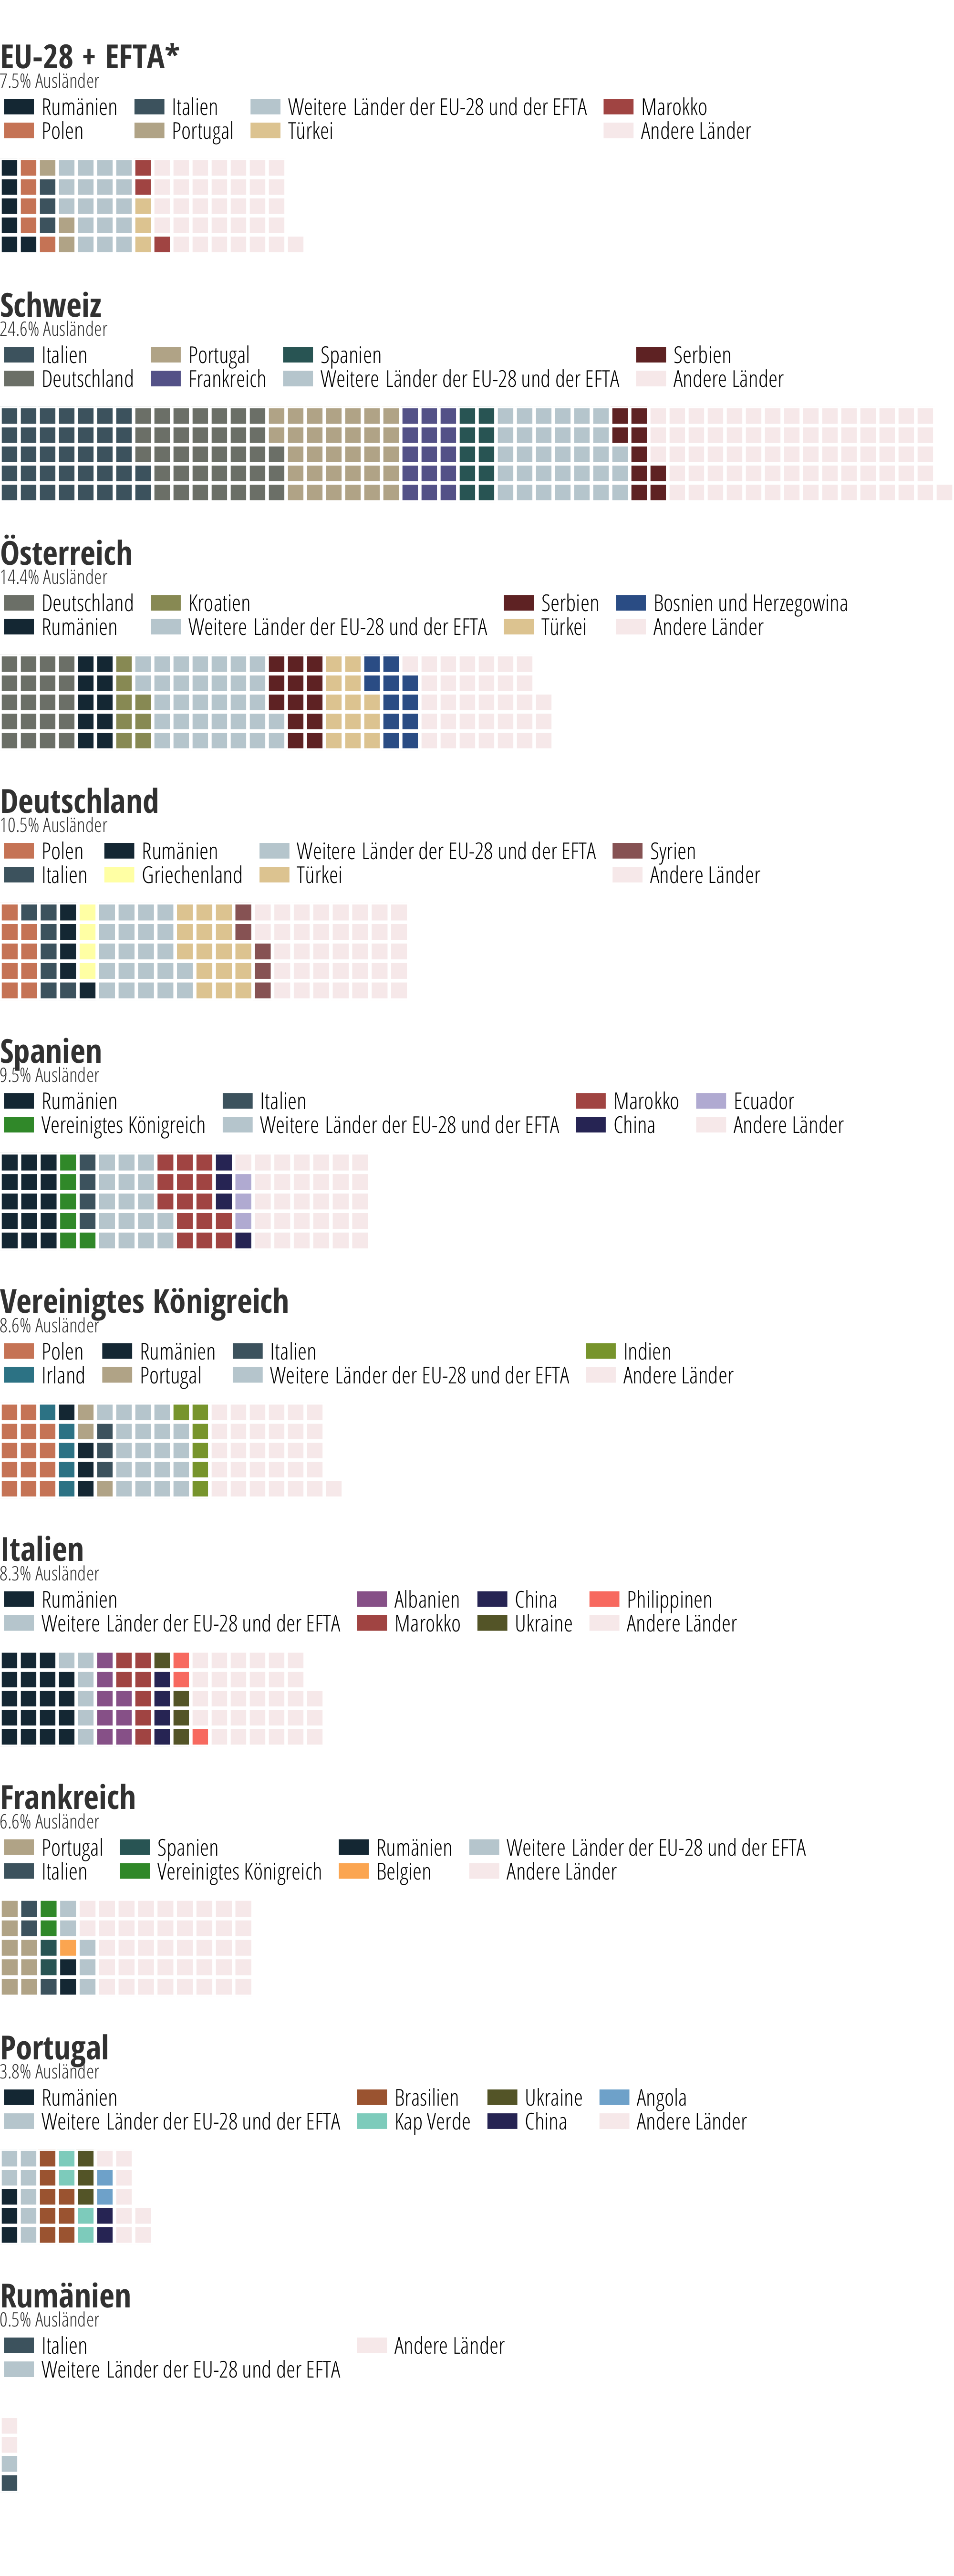 EU-28 + EFTA*
7.5% Ausländer
Rumänien Italien Weitere Länder der EU-28 und der EFTA Marokko
Polen Portugal Türkei Andere Länder
Schweiz
24.6% Ausländer
Italien Portugal Spanien Serbien
Deutschland Frankreich Weitere Länder der EU-28 und der EFTA Andere Länder
Österreich
14.4% Ausländer
Deutschland Kroatien Serbien Bosnien und Herzegowina
Rumänien Weitere Länder der EU-28 und der EFTA Türkei Andere Länder
Deutschland
10.5% Ausländer
Polen Rumänien Weitere Länder der EU-28 und der EFTA Syrien
Italien Griechenland Türkei Andere Länder
Spanien
9.5% Ausländer
Rumänien Italien Marokko Ecuador
Vereinigtes Königreich Weitere Länder der EU-28 und der EFTA China Andere Länder
Vereinigtes Königreich
8.6% Ausländer
Polen Rumänien Italien Indien
Irland Portugal Weitere Länder der EU-28 und der EFTA Andere Länder
Italien
8.3% Ausländer
Rumänien Albanien China Philippinen
Weitere Länder der EU-28 und der EFTA Marokko Ukraine Andere Länder
Frankreich
6.6% Ausländer
Portugal Spanien Rumänien Weitere Länder der EU-28 und der EFTA
Italien Vereinigtes Königreich Belgien Andere Länder
Portugal
3.8% Ausländer
Rumänien Brasilien Ukraine Angola
Weitere Länder der EU-28 und der EFTA Kap Verde China Andere Länder
Rumänien
0.5% Ausländer
Italien Andere Länder
Weitere Länder der EU-28 und der EFTA